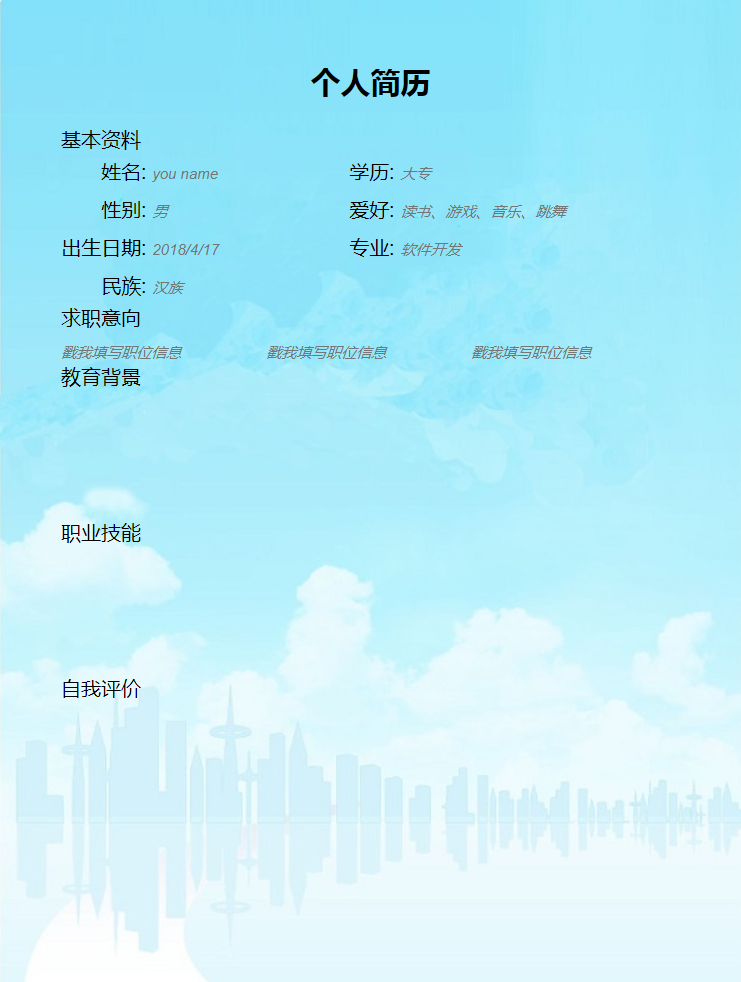 个人简历
基本资料
姓名: you name 学历: 大专
性别: 男 爱好: 读书、游戏、音乐、跳舞
出生日期: 2018/4/17 专业: 软件开发
民族: 汉族
求职意向
戳我填写职位信息 戳我填写职位信息 戳我填写职位信息
教育背景
职业技能
自我评价